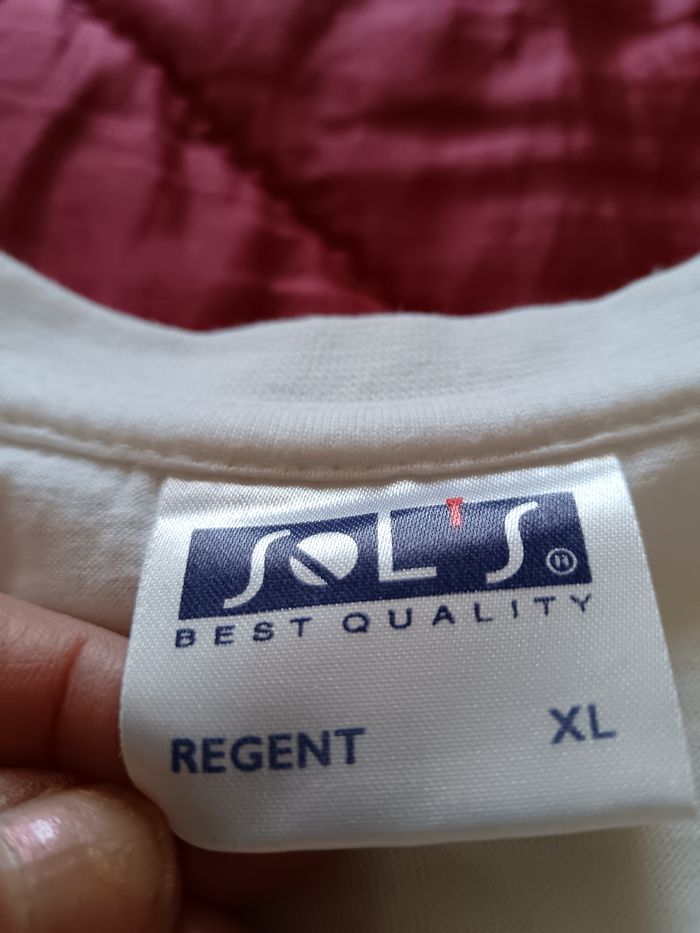 SOL'S ®
BEST QUALITY
REGENT XL